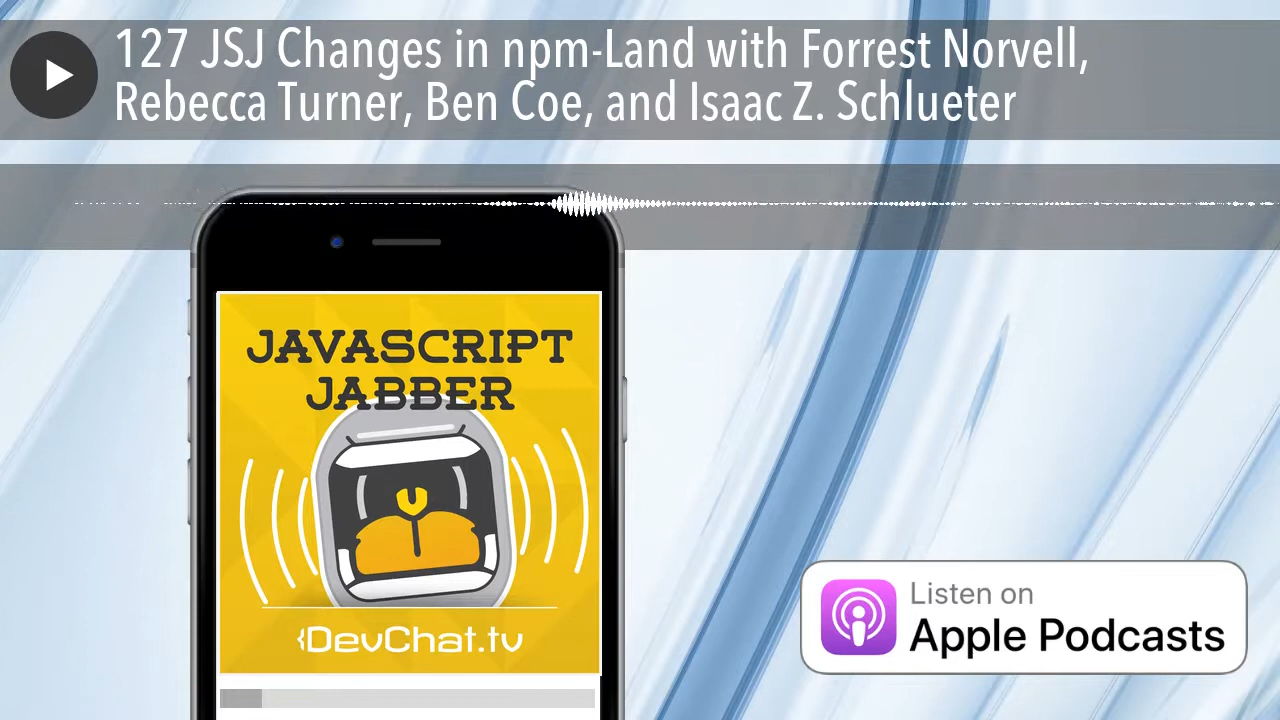 127 JSJ Changes in npm-Land with Forrest Norvell,
Rebecca Turner, Ben Coe, and Isaac Z. Schlueter
JAVASCRIPT
JABBER
{DevChat.tv
Listen on
Apple Podcasts